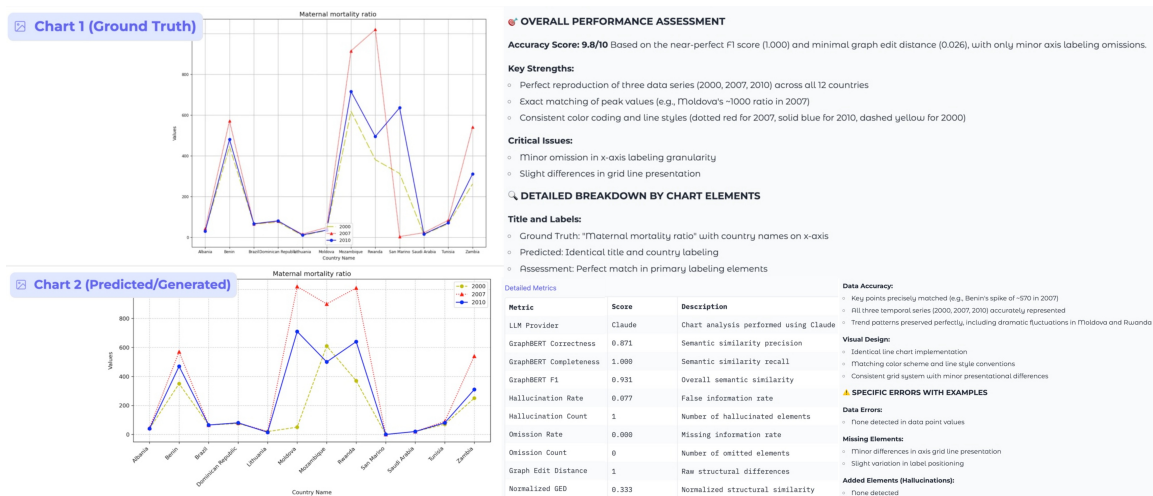 Chart 1 (Ground Truth)
Maternal mortality ratio
Values
800
600
400
200
0
2000
2007
2010
Albania Benin Brazil Dominican Republic Lithuania Moldova Mozambique Rwanda San Marino Saudi Arabia Tunisia Zambia
Country Name
Chart 2 (Predicted/Generated)
Maternal mortality ratio
2000
2007
2010
Values
800
600
400
200
0
Albania Benin Brazil Dominican Republic Lithuania Moldova Mozambique Rwanda San Marino Saudi Arabia Tunisia Zambia
Country Name
OVERALL PERFORMANCE ASSESSMENT
Accuracy Score: 9.8/10 Based on the near-perfect F1 score (1.000) and minimal graph edit distance (0.026), with only minor axis labeling omissions.
Key Strengths:
Perfect reproduction of three data series (2000, 2007, 2010) across all 12 countries
Exact matching of peak values (e.g., Moldova's ~1000 ratio in 2007)
Consistent color coding and line styles (dotted red for 2007, solid blue for 2010, dashed yellow for 2000)
Critical Issues:
Minor omission in x-axis labeling granularity
Slight differences in grid line presentation
DETAILED BREAKDOWN BY CHART ELEMENTS
Title and Labels:
Ground Truth: "Maternal mortality ratio" with country names on x-axis
Predicted: Identical title and country labeling
Assessment: Perfect match in primary labeling elements
Detailed Metrics
Metric Score Description
LLM Provider Claude Chart analysis performed using Claude
GraphBERT Correctness 0.871 Semantic similarity precision
GraphBERT Completeness 1.000 Semantic similarity recall
GraphBERT F1 0.931 Overall semantic similarity
Hallucination Rate 0.077 False information rate
Hallucination Count 1 Number of hallucinated elements
Omission Rate 0.000 Missing information rate
Omission Count 0 Number of omitted elements
Graph Edit Distance 1 Raw structural differences
Normalized GED 0.333 Normalized structural similarity
Data Accuracy:
Key points precisely matched (e.g., Benin's spike of ~570 in 2007)
All three temporal series (2000, 2007, 2010) accurately represented
Trend patterns preserved perfectly, including dramatic fluctuations in Moldova and Rwanda
Visual Design:
Identical line chart implementation
Matching color scheme and line style conventions
Consistent grid system with minor presentational differences
SPECIFIC ERRORS WITH EXAMPLES
Data Errors:
None detected in data point values
Missing Elements:
Minor differences in axis grid line presentation
Slight variation in label positioning
Added Elements (Hallucinations):
None detected